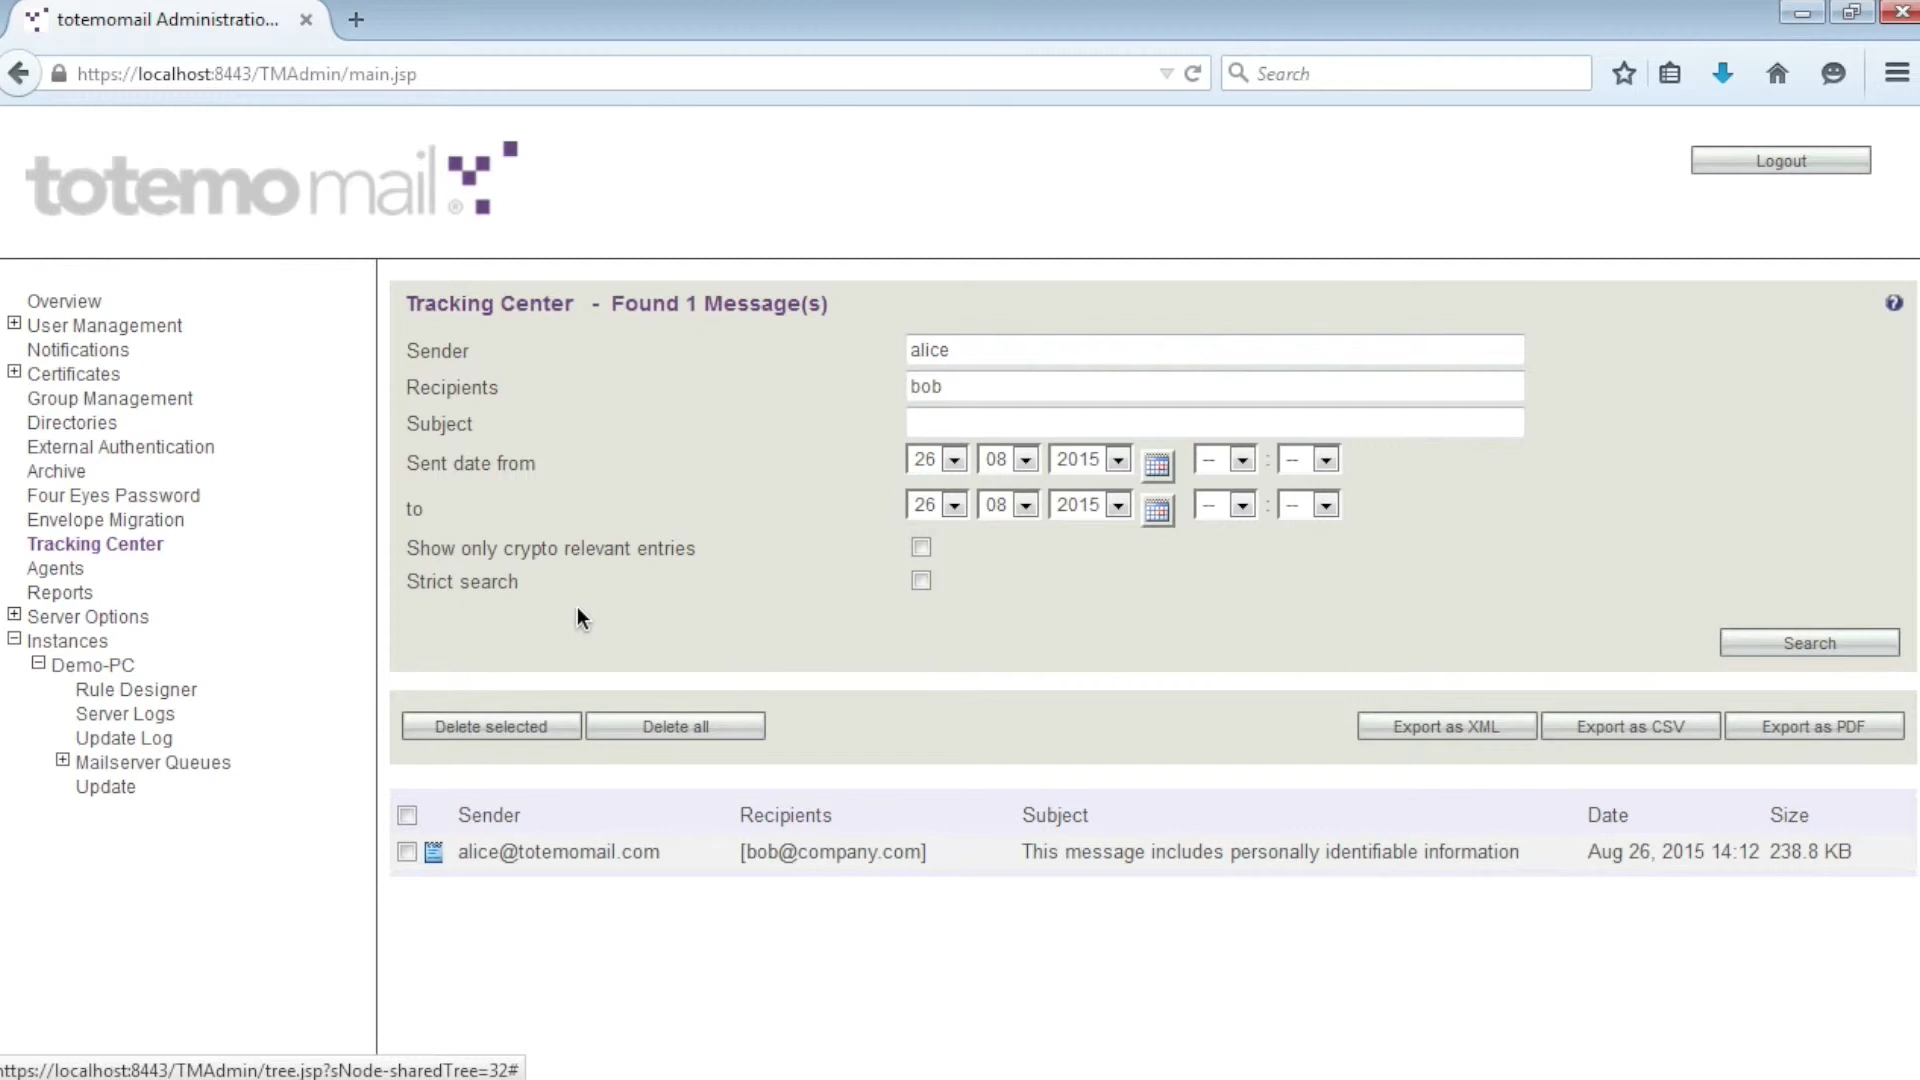 totemomail Administratio...
https://localhost:8443/TMAdmin/main.jsp
Search
totemomail®
Logout
Overview
User Management
Notifications
Certificates
Group Management
Directories
External Authentication
Archive
Four Eyes Password
Envelope Migration
Tracking Center
Agents
Reports
Server Options
Instances
Demo-PC
Rule Designer
Server Logs
Update Log
Mailserver Queues
Update
Tracking Center - Found 1 Message(s)
Sender alice
Recipients bob
Subject
Sent date from 26 08 2015 -- : --
to 26 08 2015 -- : --
Show only crypto relevant entries
Strict search
Search
Delete selected Delete all Export as XML Export as CSV Export as PDF
Sender Recipients Subject Date Size
alice@totemomail.com [bob@company.com] This message includes personally identifiable information Aug 26, 2015 14:12 238.8 KB
https://localhost:8443/TMAdmin/tree.jsp?sNode-sharedTree=32#